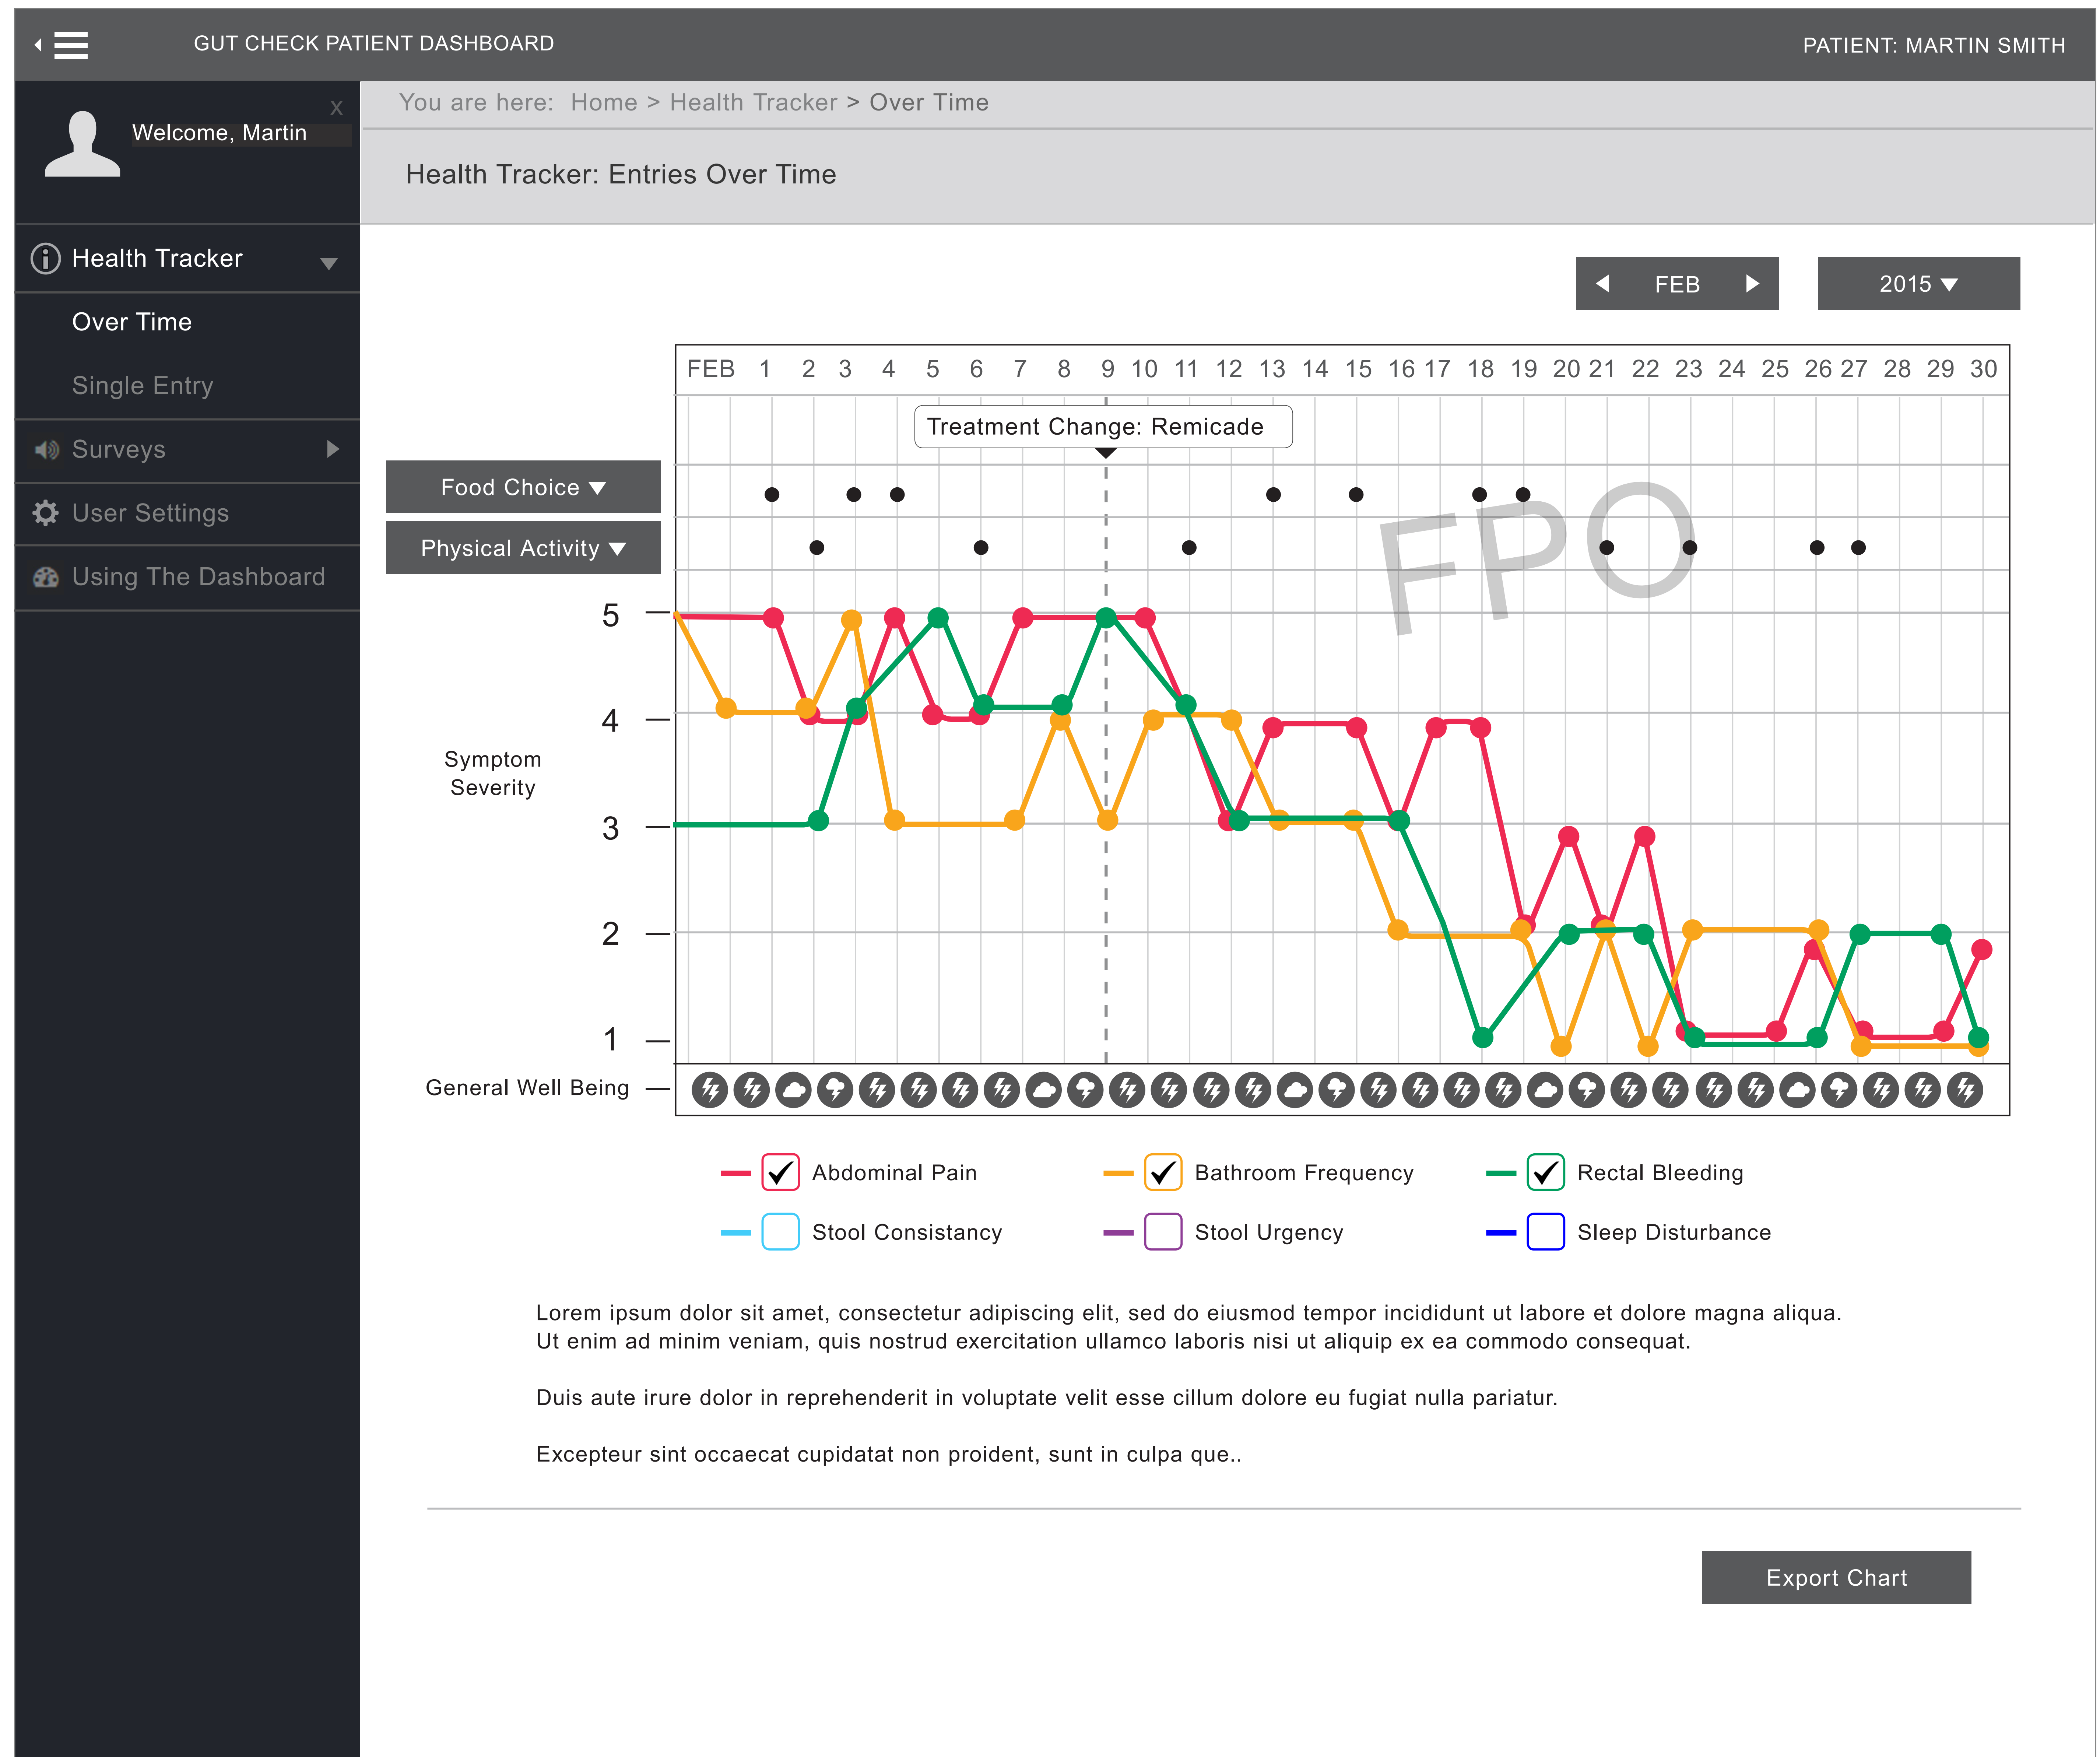 GUT CHECK PATIENT DASHBOARD
PATIENT: MARTIN SMITH
x
Welcome, Martin
You are here: Home > Health Tracker > Over Time
Health Tracker: Entries Over Time
Health Tracker
Over Time
Single Entry
Surveys
User Settings
Using The Dashboard
FEB
2015
FEB 1 2 3 4 5 6 7 8 9 10 11 12 13 14 15 16 17 18 19 20 21 22 23 24 25 26 27 28 29 30
Treatment Change: Remicade
Food Choice
Physical Activity
FPO
5
4
Symptom
Severity
3
2
1
General Well Being
Abdominal Pain
Bathroom Frequency
Rectal Bleeding
Stool Consistancy
Stool Urgency
Sleep Disturbance
Lorem ipsum dolor sit amet, consectetur adipiscing elit, sed do eiusmod tempor incididunt ut labore et dolore magna aliqua.
Ut enim ad minim veniam, quis nostrud exercitation ullamco laboris nisi ut aliquip ex ea commodo consequat.
Duis aute irure dolor in reprehenderit in voluptate velit esse cillum dolore eu fugiat nulla pariatur.
Excepteur sint occaecat cupidatat non proident, sunt in culpa que..
Export Chart